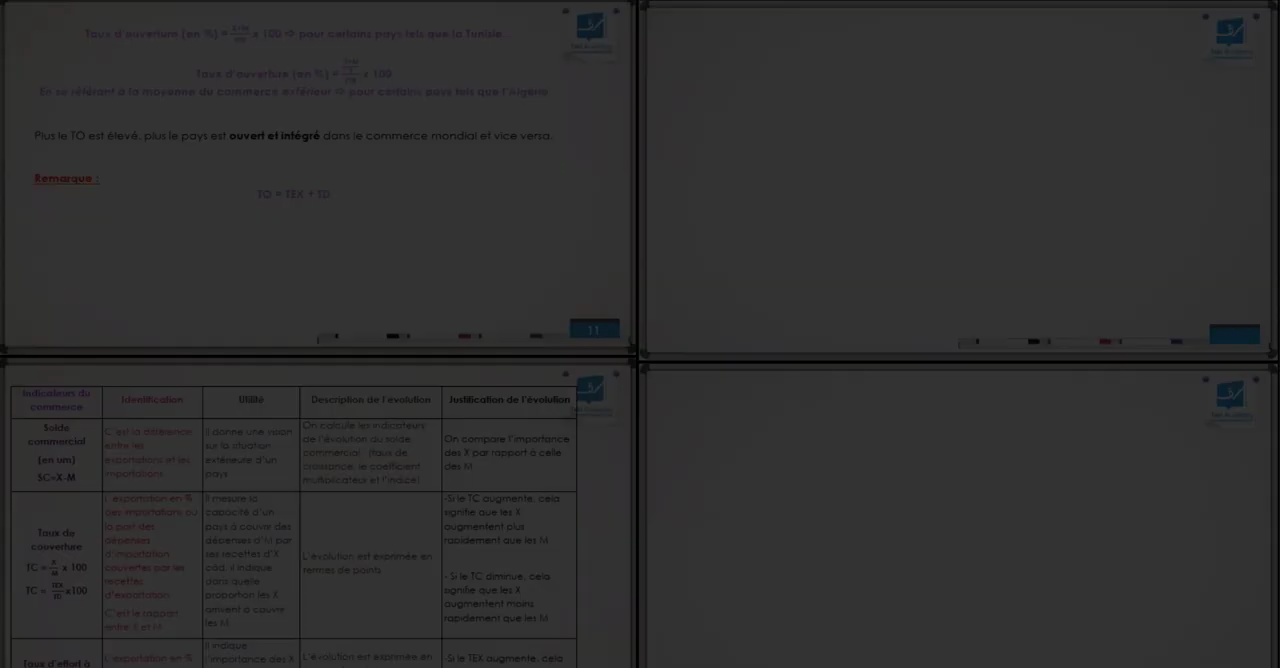 Taux d'ouverture (en %) = x 100 ⇨ pour certains pays tels que la Tunisie..
Taux d'ouverture (en %) = x 100
En se référant à la moyenne du commerce extérieur ⇨ pour certains pays tels que l'Algérie
Plus le TO est élevé, plus le pays est ouvert et intégré dans le commerce mondial et vice versa.
Remarque :
TO = TEX + TD
11
Indicateurs du
commerce
Identification
Utilité
Description de l'évolution
Justification de l'évolution
Solde
commercial
(en um)
SC=X-M
C'est la différence
entre les
exportations et les
importations
Il donne une vision
sur la situation
extérieure d'un
pays
On calcule les indicateurs
de l'évolution du solde
commercial (taux de
croissance, le coefficient
multiplicateur et l'indice)
On compare l'importance
des X par rapport à celle
des M
Taux de
couverture
TC = x 100
TC = x100
L'exportation en %
des importations ou
la part des
dépenses
d'importation
couvertes par les
recettes
d'exportation
C'est le rapport
entre X et M
Il mesure la
capacité d'un
pays à couvrir des
dépenses d'M par
ses recettes d'X
càd, il indique
dans quelle
proportion les X
arrivent à couvrir
les M
L'évolution est exprimée en
termes de points
-Si le TC augmente, cela
signifie que les X
augmentent plus
rapidement que les M
- Si le TC diminue, cela
signifie que les X
augmentent moins
rapidement que les M
Taux d'effort à
L'exportation en %
Il indique
l'importance des X
L'évolution est exprimée en
Si le TEX augmente, cela